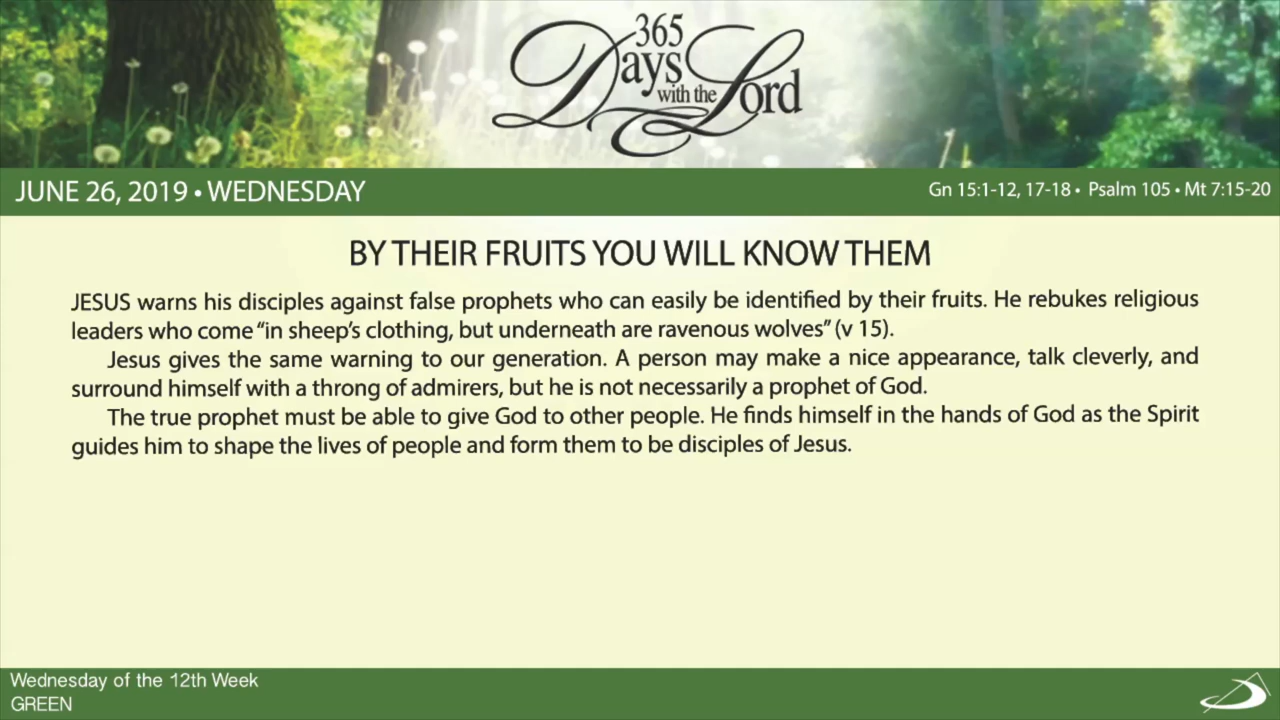 365
Days
with the Lord
JUNE 26, 2019 • WEDNESDAY
Gn 15:1-12, 17-18 • Psalm 105 • Mt 7:15-20
BY THEIR FRUITS YOU WILL KNOW THEM
JESUS warns his disciples against false prophets who can easily be identified by their fruits. He rebukes religious
leaders who come “in sheep’s clothing, but underneath are ravenous wolves” (v 15).
Jesus gives the same warning to our generation. A person may make a nice appearance, talk cleverly, and
surround himself with a throng of admirers, but he is not necessarily a prophet of God.
The true prophet must be able to give God to other people. He finds himself in the hands of God as the Spirit
guides him to shape the lives of people and form them to be disciples of Jesus.
Wednesday of the 12th Week
GREEN